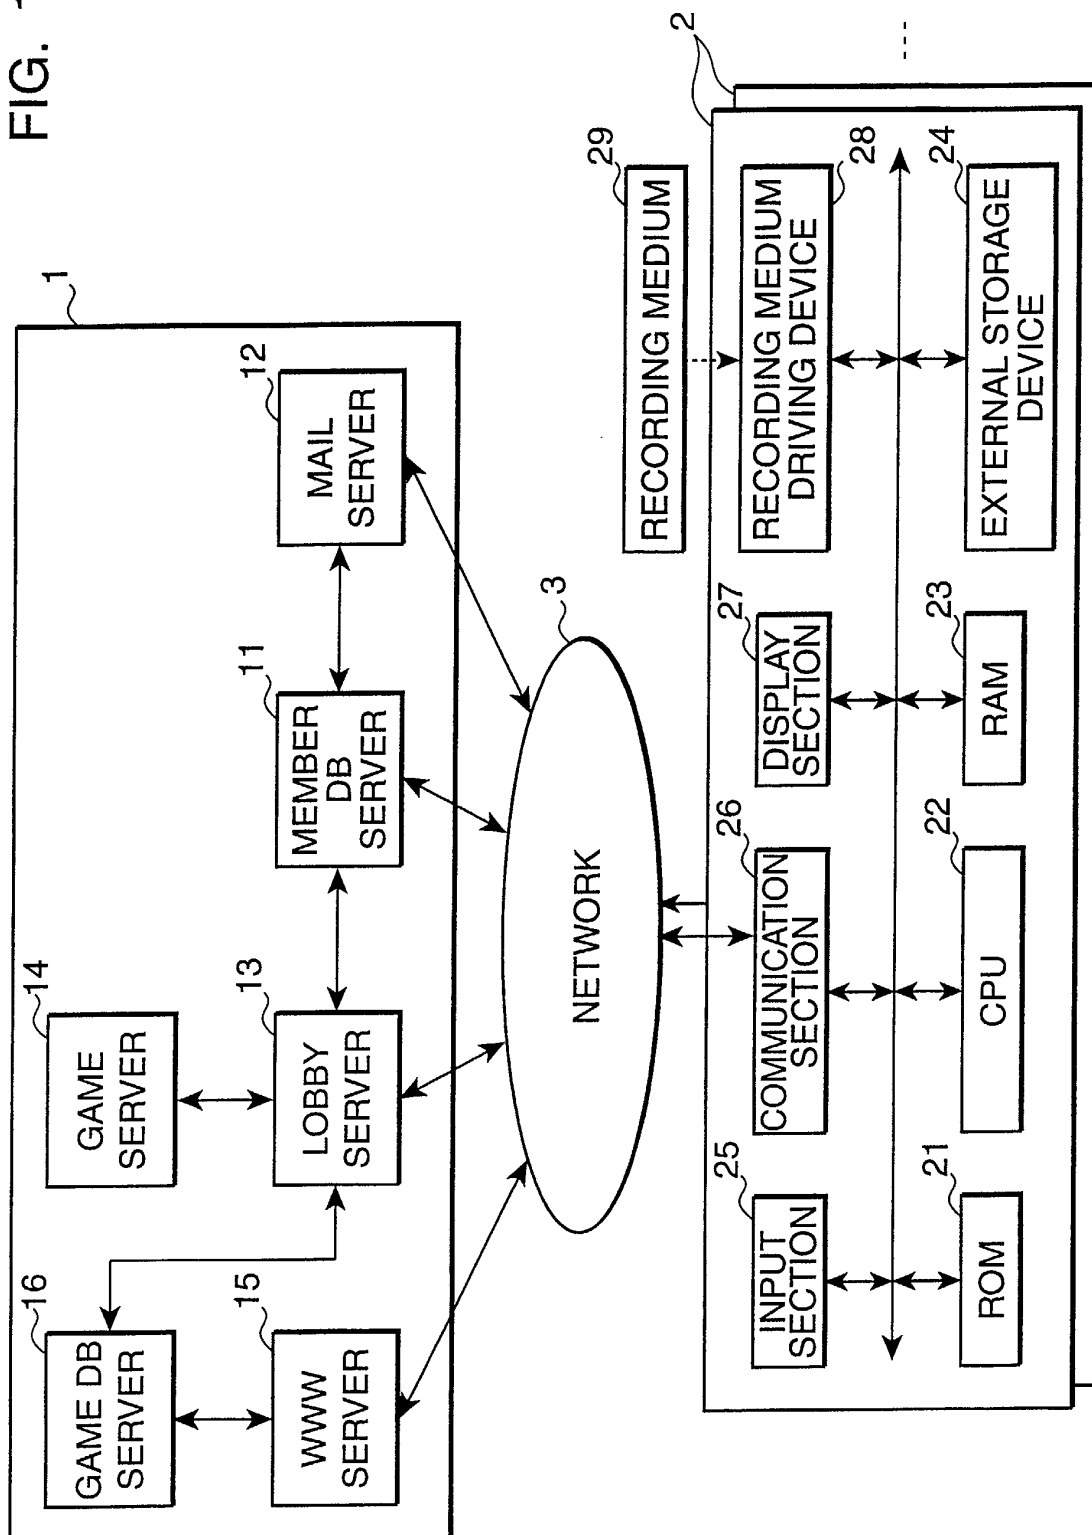 FIG.
1
16
GAME DB
SERVER
14
GAME
SERVER
15
WWW
SERVER
13
LOBBY
SERVER
11
MEMBER
DB
SERVER
12
MAIL
SERVER
3
NETWORK
29
RECORDING MEDIUM
2
25
INPUT
SECTION
26
COMMUNICATION
SECTION
27
DISPLAY
SECTION
28
RECORDING MEDIUM
DRIVING DEVICE
21
ROM
22
CPU
23
RAM
24
EXTERNAL STORAGE
DEVICE